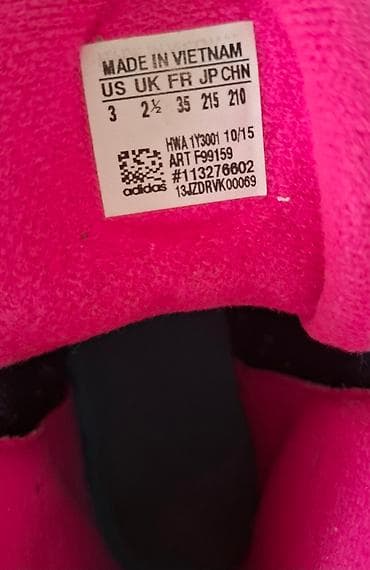 MADE IN VIETNAM
US UK FR JP CHN
3 2½ 35 215 210
HWA 1Y3001 10/15
ART F99159
#113276602
adidas 13JZDRVK00069